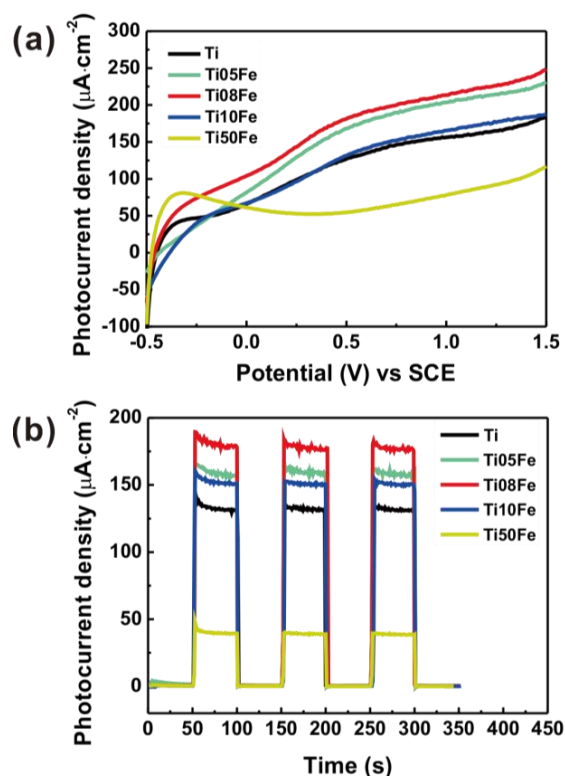 (a)
Photocurrent density (μA·cm⁻²)
300
250
200
150
100
50
0
-50
-100
Ti
Ti05Fe
Ti08Fe
Ti10Fe
Ti50Fe
-0.5 0.0 0.5 1.0 1.5
Potential (V) vs SCE
(b)
Photocurrent density (μA·cm⁻²)
200
150
100
50
0
Ti
Ti05Fe
Ti08Fe
Ti10Fe
Ti50Fe
0 50 100 150 200 250 300 350 400 450
Time (s)